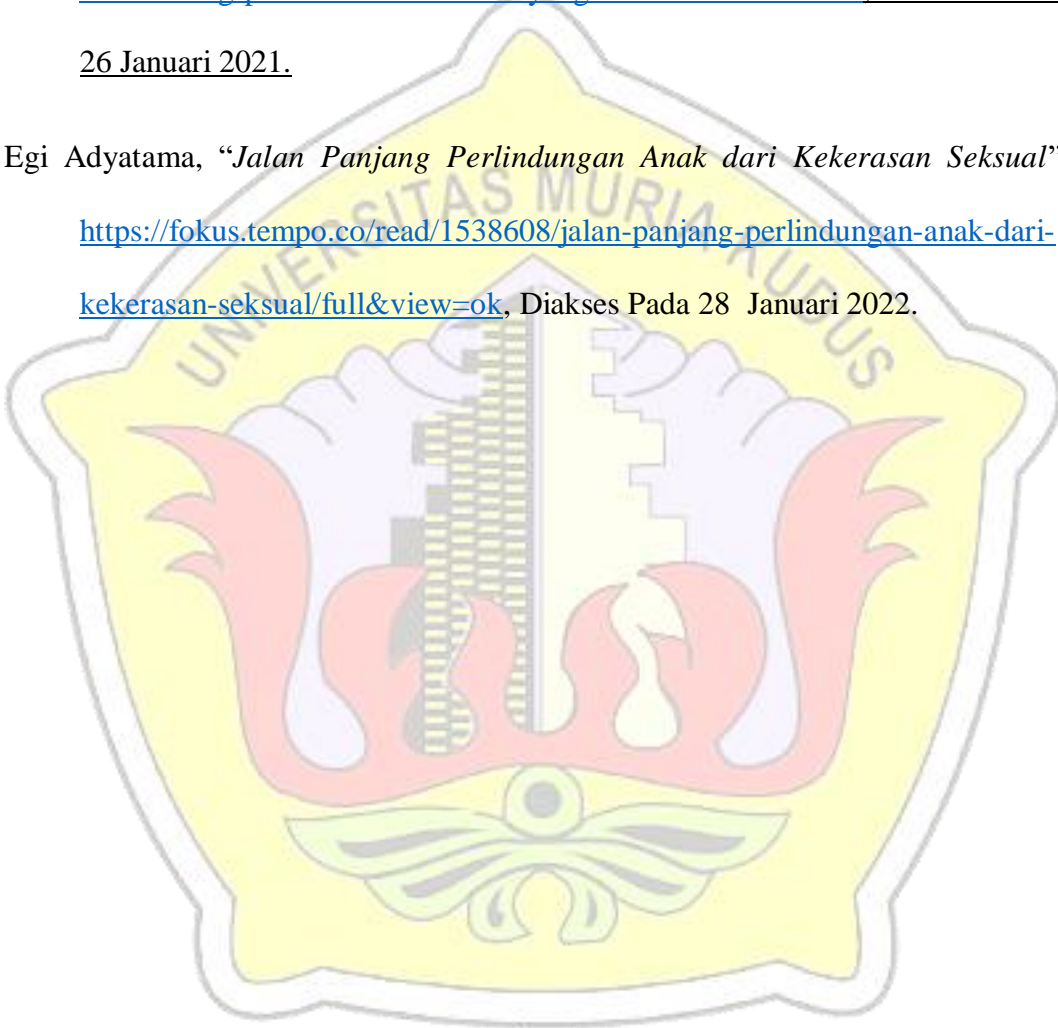 26 Januari 2021.
Egi Adyatama, “Jalan Panjang Perlindungan Anak dari Kekerasan Seksual”
https://fokus.tempo.co/read/1538608/jalan-panjang-perlindungan-anak-dari-
kekerasan-seksual/full&view=ok, Diakses Pada 28 Januari 2022.
UNIVERSITAS MURIA KUDUS